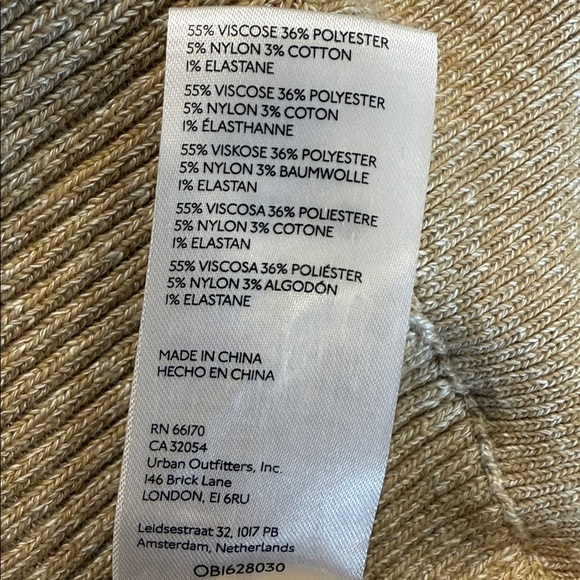 55% VISCOSE 36% POLYESTER
5% NYLON 3% COTTON
1% ELASTANE
55% VISCOSE 36% POLYESTER
5% NYLON 3% COTON
1% ÉLASTHANNE
55% VISKOSE 36% POLYESTER
5% NYLON 3% BAUMWOLLE
1% ELASTAN
55% VISCOSA 36% POLIESTERE
5% NYLON 3% COTONE
1% ELASTAN
55% VISCOSA 36% POLIÉSTER
5% NYLON 3% ALGODÓN
1% ELASTANE
MADE IN CHINA
HECHO EN CHINA
RN 66170
CA 32054
Urban Outfitters, Inc.
146 Brick Lane
LONDON, E1 6RU
Leidsestraat 32, 1017 PB
Amsterdam, Netherlands
OB1628030